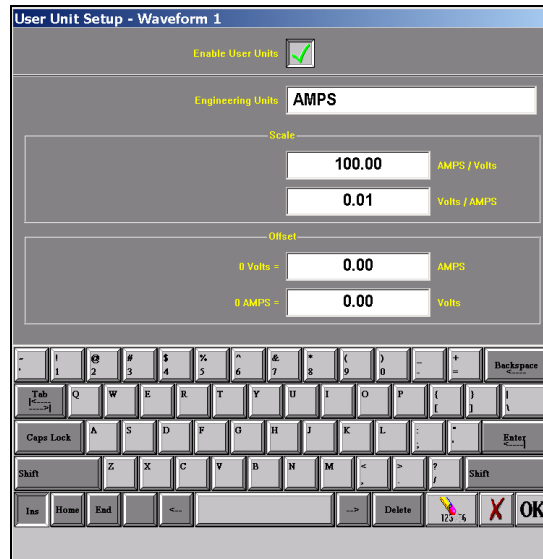 User Unit Setup - Waveform 1
Enable User Units
Engineering Units AMPS
Scale
100.00 AMPS / Volts
0.01 Volts / AMPS
Offset
0 Volts = 0.00 AMPS
0 AMPS = 0.00 Volts
! @ # $ % ^ & * ( ) _ + Backspace
1 2 3 4 5 6 7 8 9 0 - = <----
Tab Q W E R T Y U I O P { } |
|<---- ---->| [ ] \
Caps Lock A S D F G H J K L : " Enter
; ' <----|
Shift Z X C V B N M < > ? Shift
, . /
Ins Home End <-- --> Delete 123 X OK